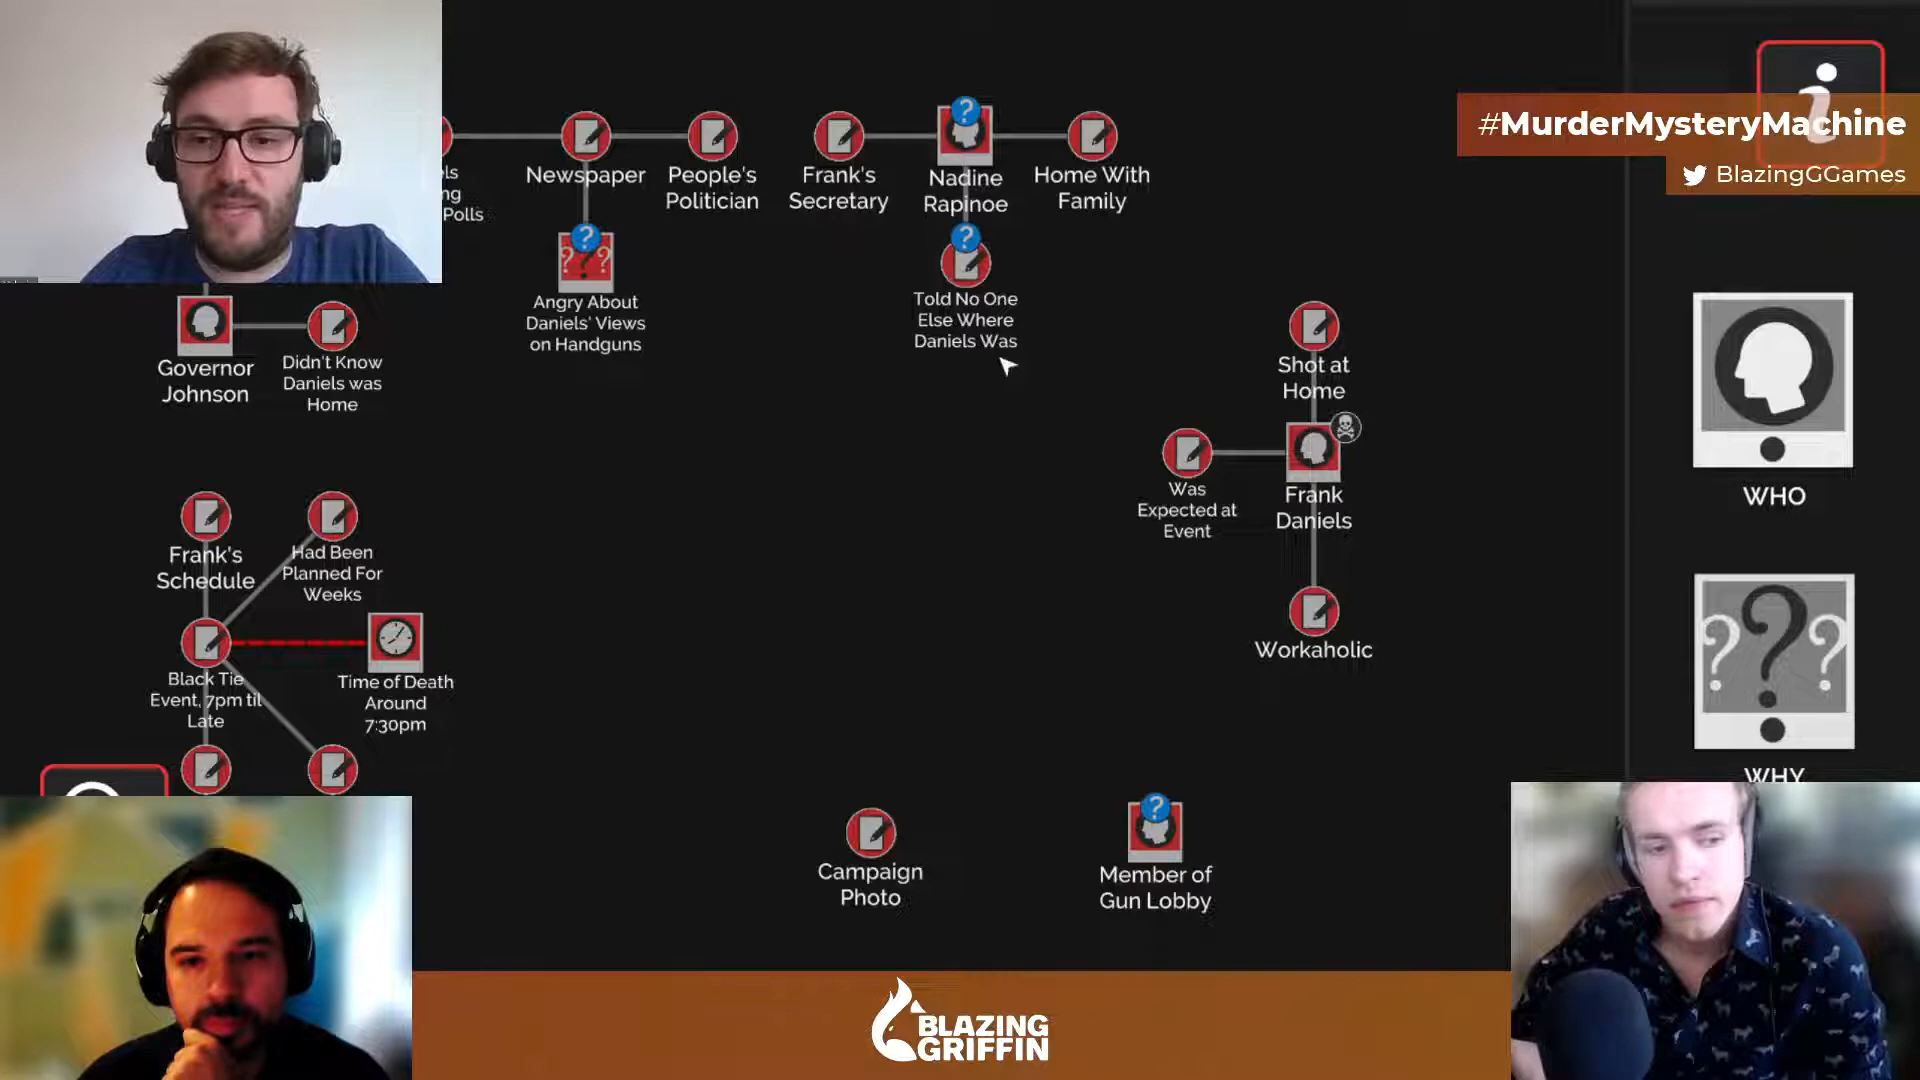 #MurderMysteryMachine
BlazingGGames
Newspaper
People's
Politician
Frank's
Secretary
Nadine
Rapinoe
Home With
Family
ls
ng
Polls
Angry About
Daniels' Views
on Handguns
Told No One
Else Where
Daniels Was
Governor
Johnson
Didn't Know
Daniels was
Home
Shot at
Home
Was
Expected at
Event
Frank
Daniels
Workaholic
WHO
WHY
Frank's
Schedule
Had Been
Planned For
Weeks
Black Tie
Event, 7pm til
Late
Time of Death
Around
7:30pm
Campaign
Photo
Member of
Gun Lobby
BLAZING
GRIFFIN